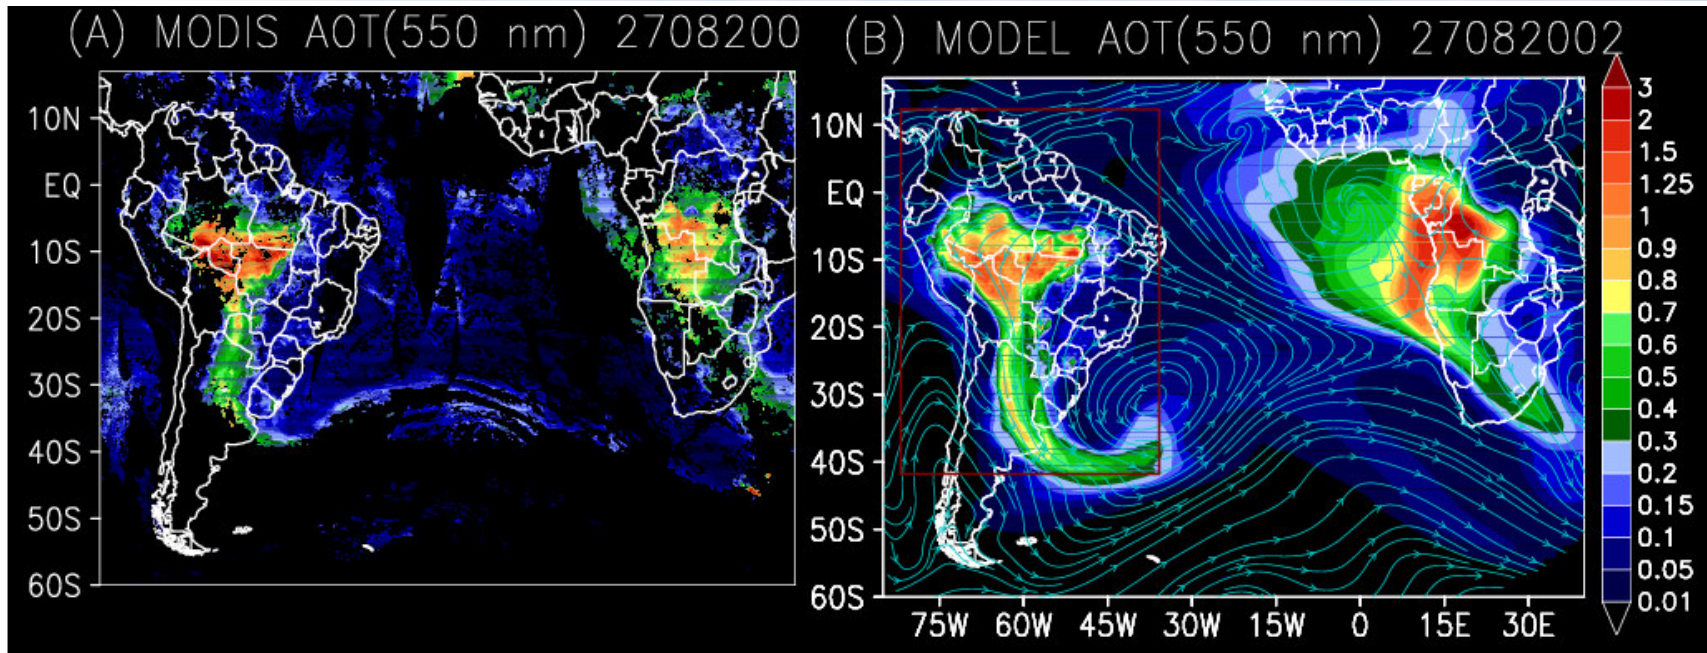 (A) MODIS AOT(550 nm) 2708200
(B) MODEL AOT(550 nm) 27082002
10N
EQ
10S
20S
30S
40S
50S
60S
10N
EQ
10S
20S
30S
40S
50S
60S
75W 60W 45W 30W 15W 0 15E 30E
3
2
1.5
1.25
1
0.9
0.8
0.7
0.6
0.5
0.4
0.3
0.2
0.15
0.1
0.05
0.01